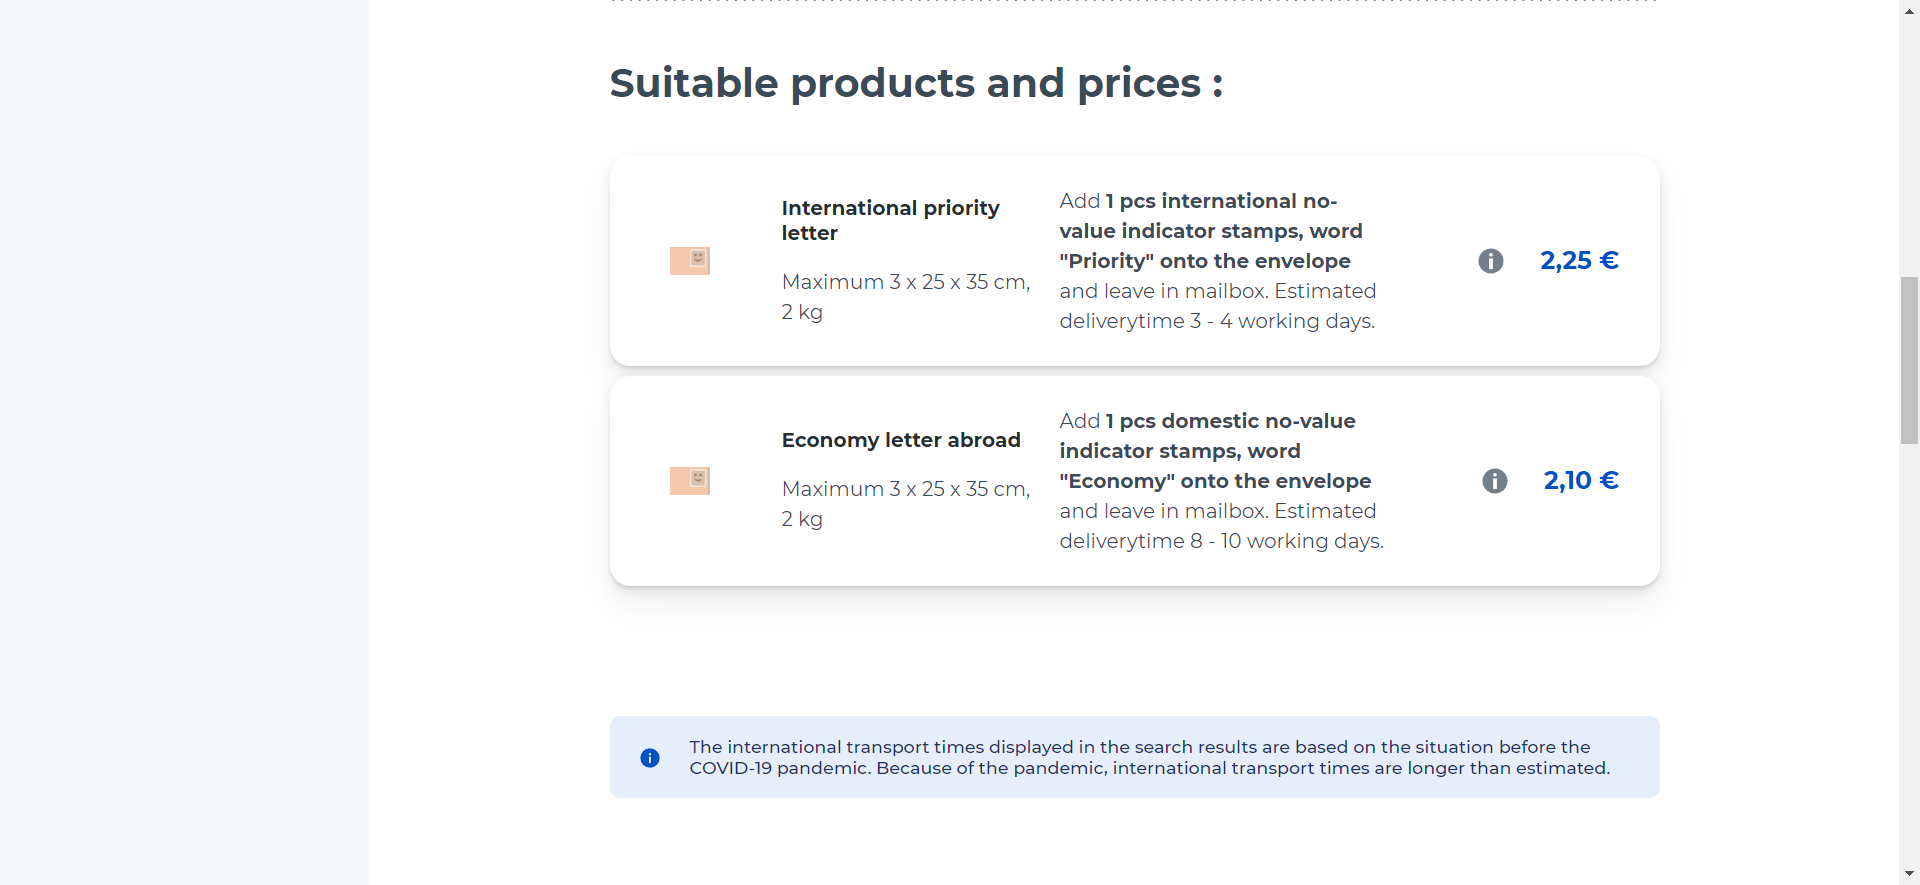 Suitable products and prices :
International priority
letter
Maximum 3 x 25 x 35 cm,
2 kg
Add 1 pcs international no-
value indicator stamps, word
"Priority" onto the envelope
and leave in mailbox. Estimated
deliverytime 3 - 4 working days.
2,25 €
Economy letter abroad
Maximum 3 x 25 x 35 cm,
2 kg
Add 1 pcs domestic no-value
indicator stamps, word
"Economy" onto the envelope
and leave in mailbox. Estimated
deliverytime 8 - 10 working days.
2,10 €
The international transport times displayed in the search results are based on the situation before the
COVID-19 pandemic. Because of the pandemic, international transport times are longer than estimated.